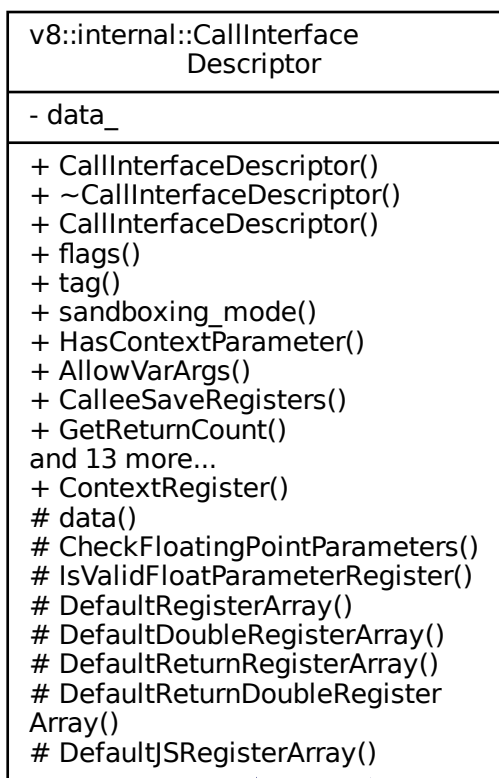 v8::internal::CallInterface
Descriptor
- data_
+ CallInterfaceDescriptor()
+ ~CallInterfaceDescriptor()
+ CallInterfaceDescriptor()
+ flags()
+ tag()
+ sandboxing_mode()
+ HasContextParameter()
+ AllowVarArgs()
+ CalleeSaveRegisters()
+ GetReturnCount()
and 13 more...
+ ContextRegister()
# data()
# CheckFloatingPointParameters()
# IsValidFloatParameterRegister()
# DefaultRegisterArray()
# DefaultDoubleRegisterArray()
# DefaultReturnRegisterArray()
# DefaultReturnDoubleRegister
Array()
# DefaultJSRegisterArray()